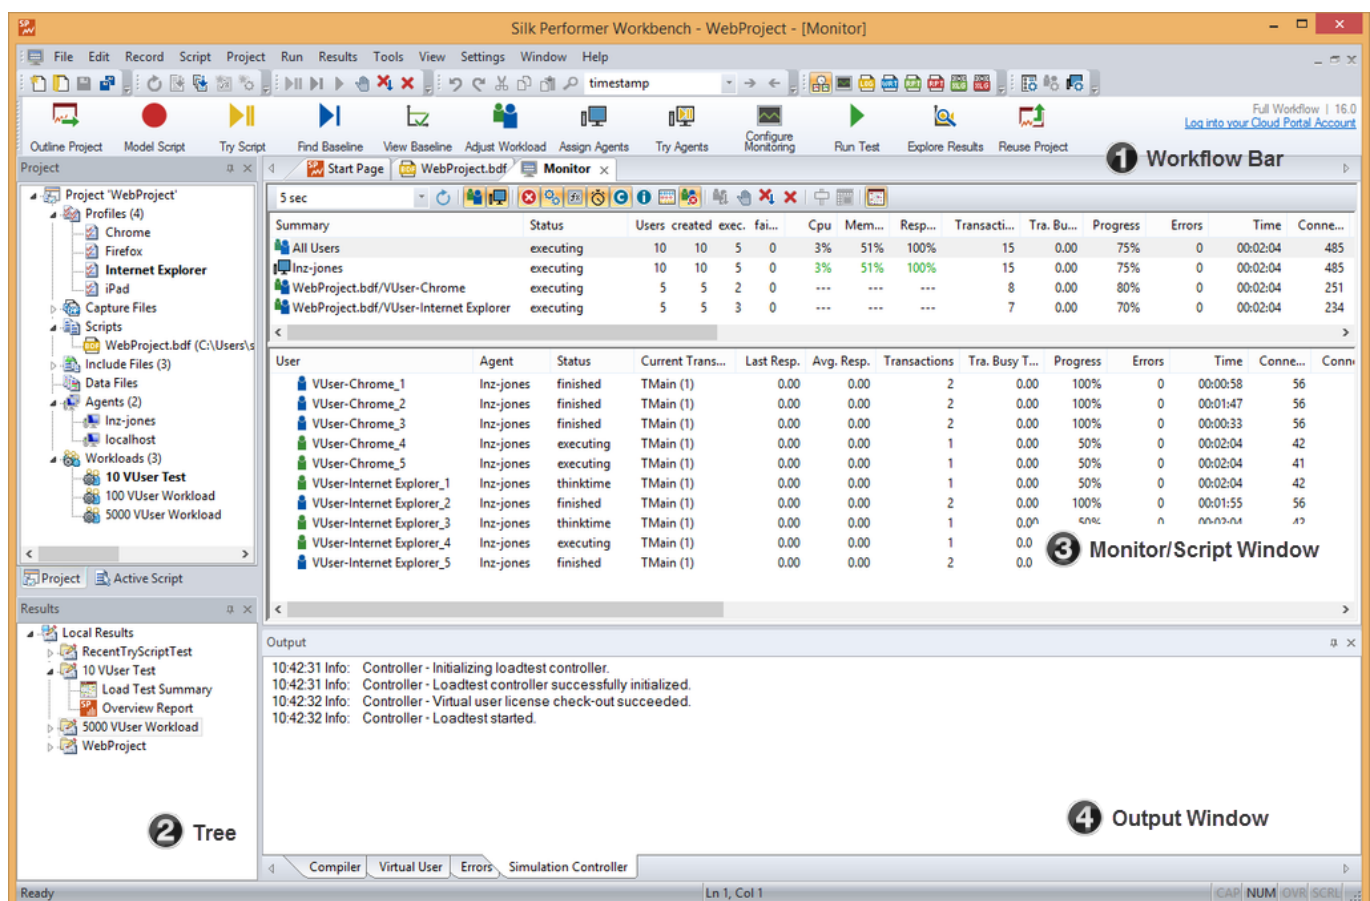 Silk Performer Workbench - WebProject - [Monitor]
File Edit Record Script Project Run Results Tools View Settings Window Help
timestamp
Full Workflow | 16.0
Log into your Cloud Portal Account
Outline Project Model Script Try Script Find Baseline View Baseline Adjust Workload Assign Agents Try Agents Configure Monitoring Run Test Explore Results Reuse Project
1 Workflow Bar
Project
Project 'WebProject'
Profiles (4)
Chrome
Firefox
Internet Explorer
iPad
Capture Files
Scripts
WebProject.bdf (C:\Users\s
Include Files (3)
Data Files
Agents (2)
lnz-jones
localhost
Workloads (3)
10 VUser Test
100 VUser Workload
5000 VUser Workload
Project Active Script
Start Page WebProject.bdf Monitor
5 sec
Summary Status Users created exec. fai... Cpu Mem... Resp... Transacti... Tra. Bu... Progress Errors Time Conne...
All Users executing 10 10 5 0 3% 51% 100% 15 0.00 75% 0 00:02:04 485
lnz-jones executing 10 10 5 0 3% 51% 100% 15 0.00 75% 0 00:02:04 485
WebProject.bdf/VUser-Chrome executing 5 5 2 0 --- --- --- 8 0.00 80% 0 00:02:04 251
WebProject.bdf/VUser-Internet Explorer executing 5 5 3 0 --- --- --- 7 0.00 70% 0 00:02:04 234
User Agent Status Current Trans... Last Resp. Avg. Resp. Transactions Tra. Busy T... Progress Errors Time Conne... Conn
VUser-Chrome_1 lnz-jones finished TMain (1) 0.00 0.00 2 0.00 100% 0 00:00:58 56
VUser-Chrome_2 lnz-jones finished TMain (1) 0.00 0.00 2 0.00 100% 0 00:01:47 56
VUser-Chrome_3 lnz-jones finished TMain (1) 0.00 0.00 2 0.00 100% 0 00:00:33 56
VUser-Chrome_4 lnz-jones executing TMain (1) 0.00 0.00 1 0.00 50% 0 00:02:04 42
VUser-Chrome_5 lnz-jones executing TMain (1) 0.00 0.00 1 0.00 50% 0 00:02:04 41
VUser-Internet Explorer_1 lnz-jones thinktime TMain (1) 0.00 0.00 1 0.00 50% 0 00:02:04 42
VUser-Internet Explorer_2 lnz-jones finished TMain (1) 0.00 0.00 2 0.00 100% 0 00:01:55 56
VUser-Internet Explorer_3 lnz-jones thinktime TMain (1) 0.00 0.00 1 0.00 50% 0 00:02:04 42
VUser-Internet Explorer_4 lnz-jones executing TMain (1) 0.00 0.00 1 0.0
VUser-Internet Explorer_5 lnz-jones finished TMain (1) 0.00 0.00 2 0.0
3 Monitor/Script Window
Results
Local Results
RecentTryScriptTest
10 VUser Test
Load Test Summary
Overview Report
5000 VUser Workload
WebProject
2 Tree
Output
10:42:31 Info: Controller - Initializing loadtest controller.
10:42:31 Info: Controller - Loadtest controller successfully initialized.
10:42:32 Info: Controller - Virtual user license check-out succeeded.
10:42:32 Info: Controller - Loadtest started.
4 Output Window
Compiler Virtual User Errors Simulation Controller
Ready Ln 1, Col 1 CAP NUM OVR SCRL